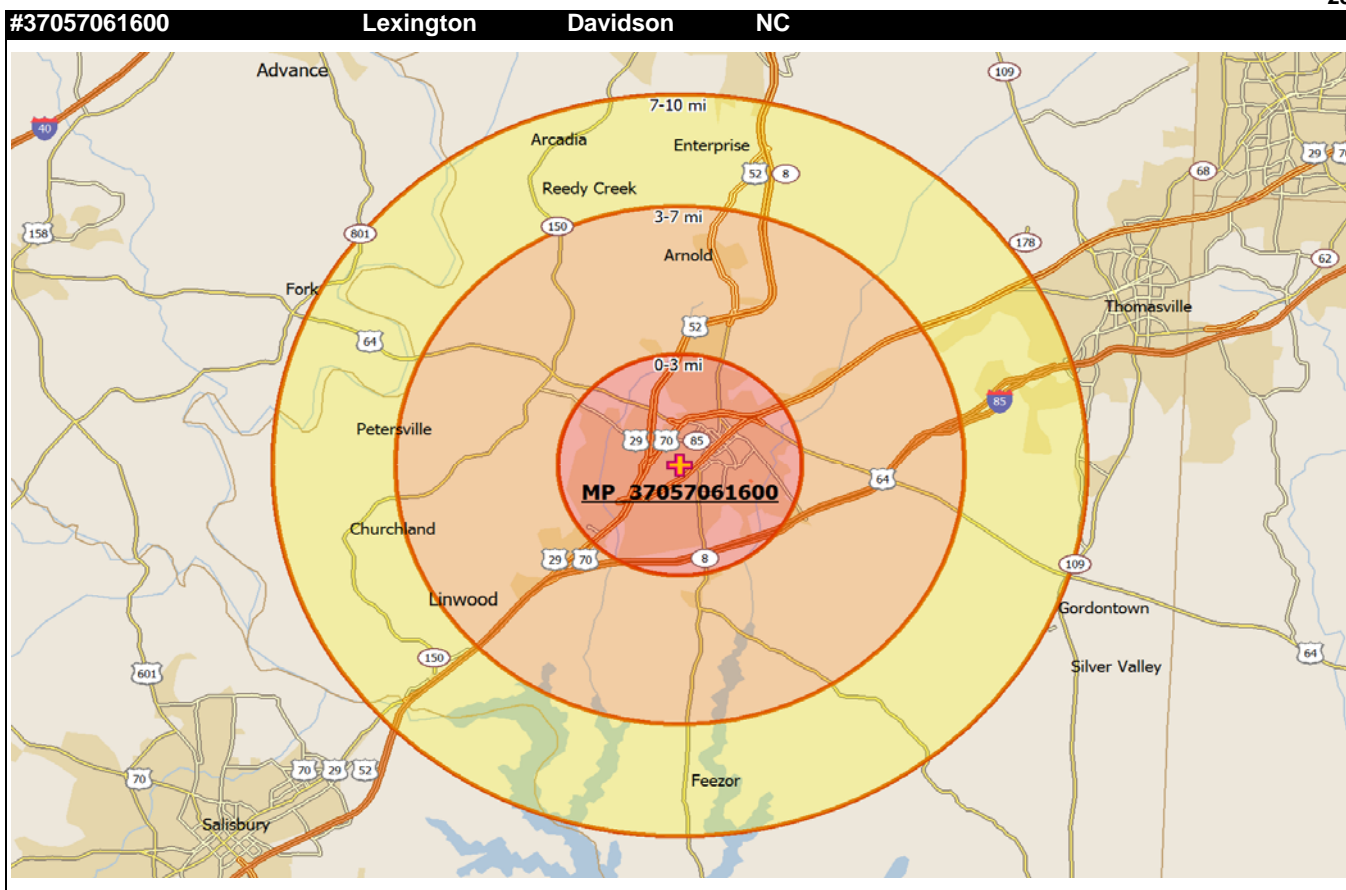 #37057061600 Lexington Davidson NC
Advance
109
7-10 mi
40
Arcadia
Enterprise
29
52
8
68
Reedy Creek
3-7 mi
150
158
801
178
Arnold
62
Fork
Thomasville
52
64
0-3 mi
85
Petersville
29 70 85
64
MP_37057061600
Churchland
29 70
8
109
Linwood
Gordontown
150
64
Silver Valley
601
70 29 52
70
Feezor
Salisbury